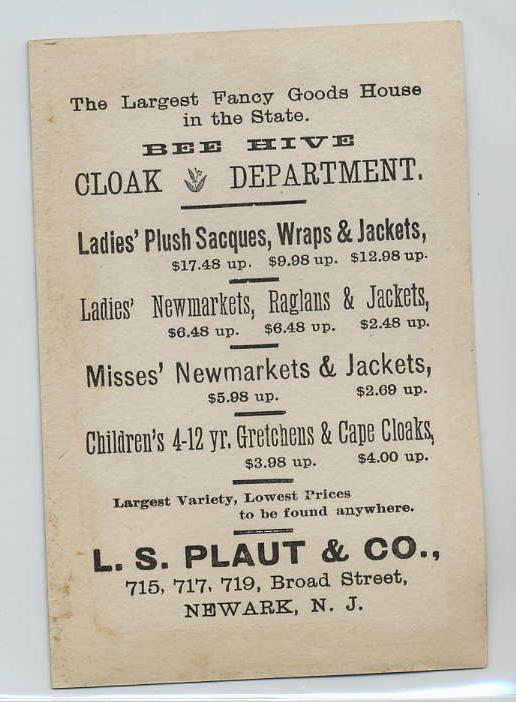 The Largest Fancy Goods House
in the State.
BEE HIVE
CLOAK DEPARTMENT.
Ladies' Plush Sacques, Wraps & Jackets,
$17.48 up. $9.98 up. $12.98 up.
Ladies' Newmarkets, Raglans & Jackets,
$6.48 up. $6.48 up. $2.48 up.
Misses' Newmarkets & Jackets,
$5.98 up. $2.69 up.
Children's 4-12 yr. Gretchens & Cape Cloaks,
$3.98 up. $4.00 up.
Largest Variety, Lowest Prices
to be found anywhere.
L. S. PLAUT & CO.,
715, 717, 719, Broad Street,
NEWARK, N. J.